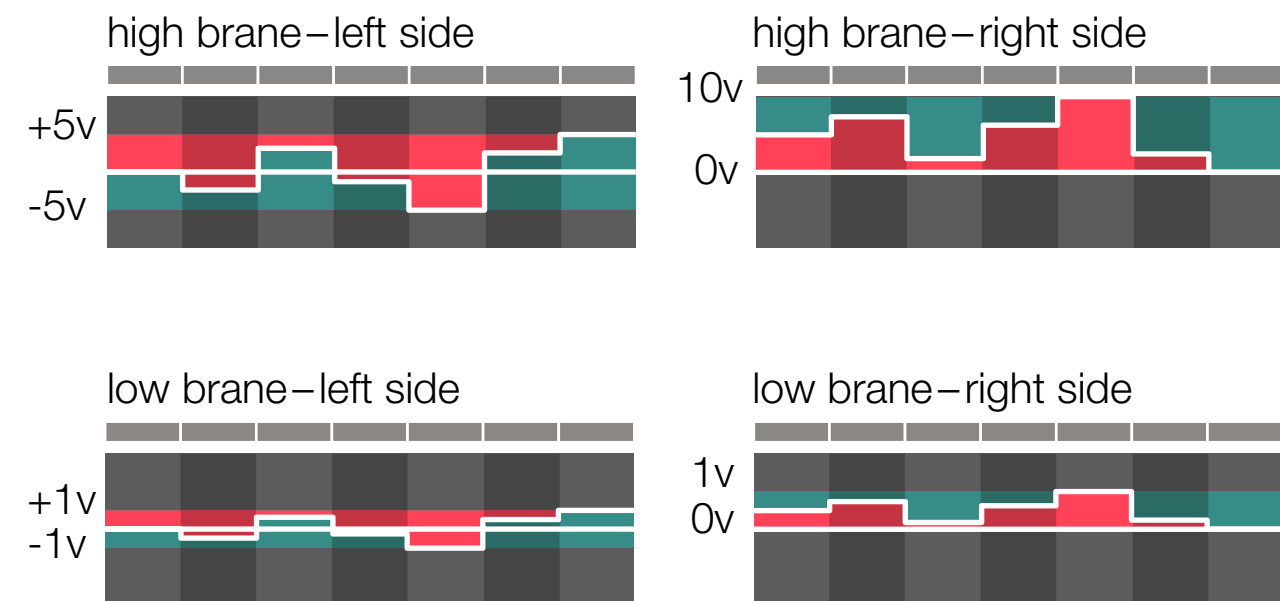 high brane–left side
+5v
-5v
high brane–right side
10v
0v
low brane–left side
+1v
-1v
low brane–right side
1v
0v